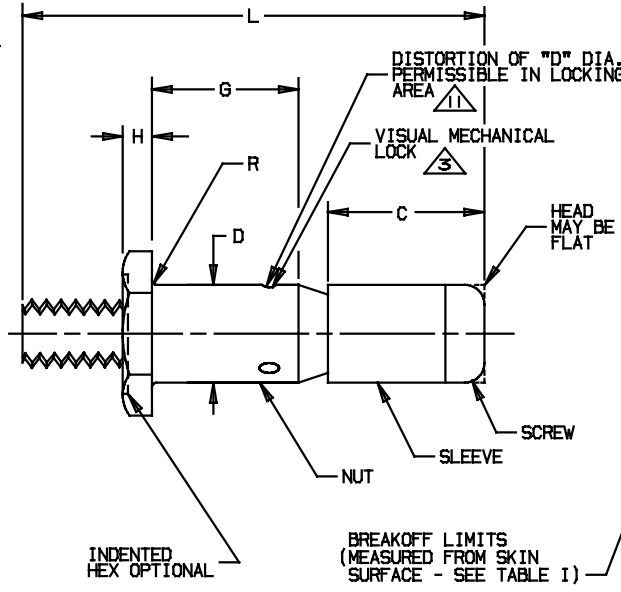 L
DISTORTION OF "D" DIA.
PERMISSIBLE IN LOCKING
AREA 11
G
H
VISUAL MECHANICAL
LOCK 3
R
C
D
HEAD
MAY BE
FLAT
SCREW
SLEEVE
NUT
INDENTED
HEX OPTIONAL
BREAKOFF LIMITS
(MEASURED FROM SKIN
SURFACE - SEE TABLE I)